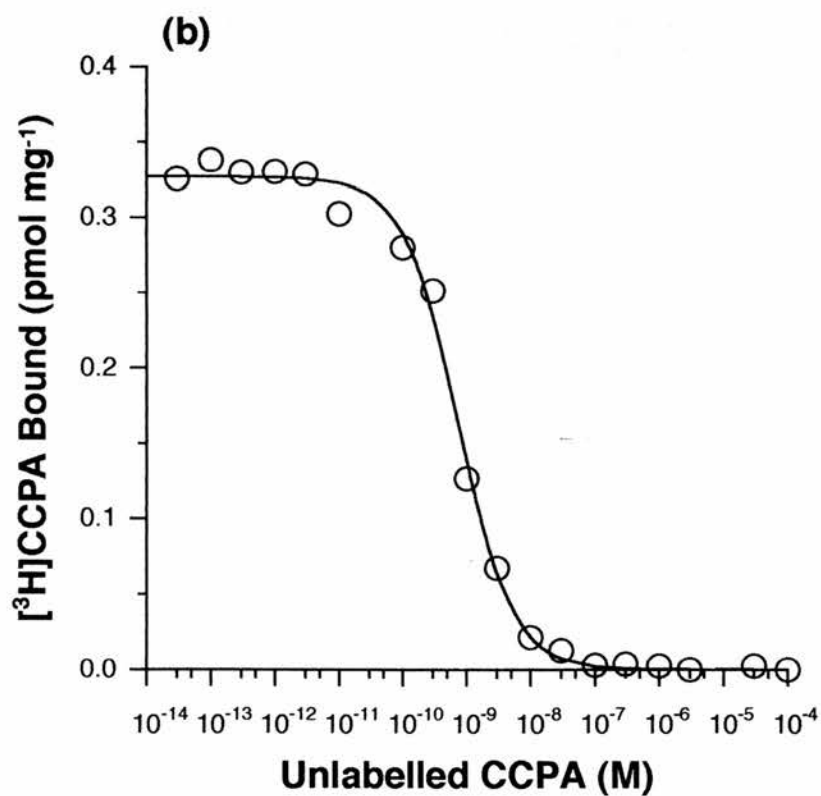 (b)
[³H]CCPA Bound (pmol mg⁻¹)
0.4
0.3
0.2
0.1
0.0
10⁻¹⁴ 10⁻¹³ 10⁻¹² 10⁻¹¹ 10⁻¹⁰ 10⁻⁹ 10⁻⁸ 10⁻⁷ 10⁻⁶ 10⁻⁵ 10⁻⁴
Unlabelled CCPA (M)